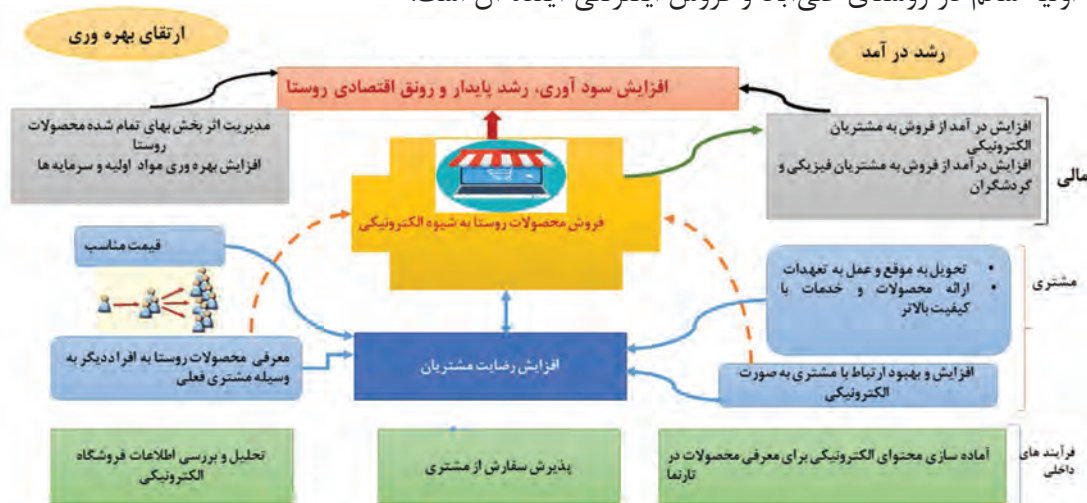 ارتقای بهره وری
رشد در آمد
افزایش سود آوری، رشد پایدار و رونق اقتصادی روستا
مالی
افزایش در آمد از فروش به مشتریان
الکترونیکی
افزایش درآمد از فروش به مشتریان فیزیکی و
گردشگران
مدیریت اثر بخش بهای تمام شده محصولات
روستا
افزایش بهره وری مواد اولیه و سرمایه ها
فروش محصولات روستا به شیوه الکترونیکی
مشتری
• تحویل به موقع و عمل به تعهدات
• ارائه محصولات و خدمات با
کیفیت بالاتر
قیمت مناسب
افزایش رضایت مشتریان
معرفی محصولات روستا به افراددیگر به
وسیله مشتری فعلی
افزایش و بهبود ارتباط با مشتری به صورت
الکترونیکی
فرآیند های
داخلی
آماده سازی محتوای الکترونیکی برای معرفی محصولات در
تارنما
پذیرش سفارش از مشتری
تحلیل و بررسی اطلاعات فروشگاه
الکترونیکی